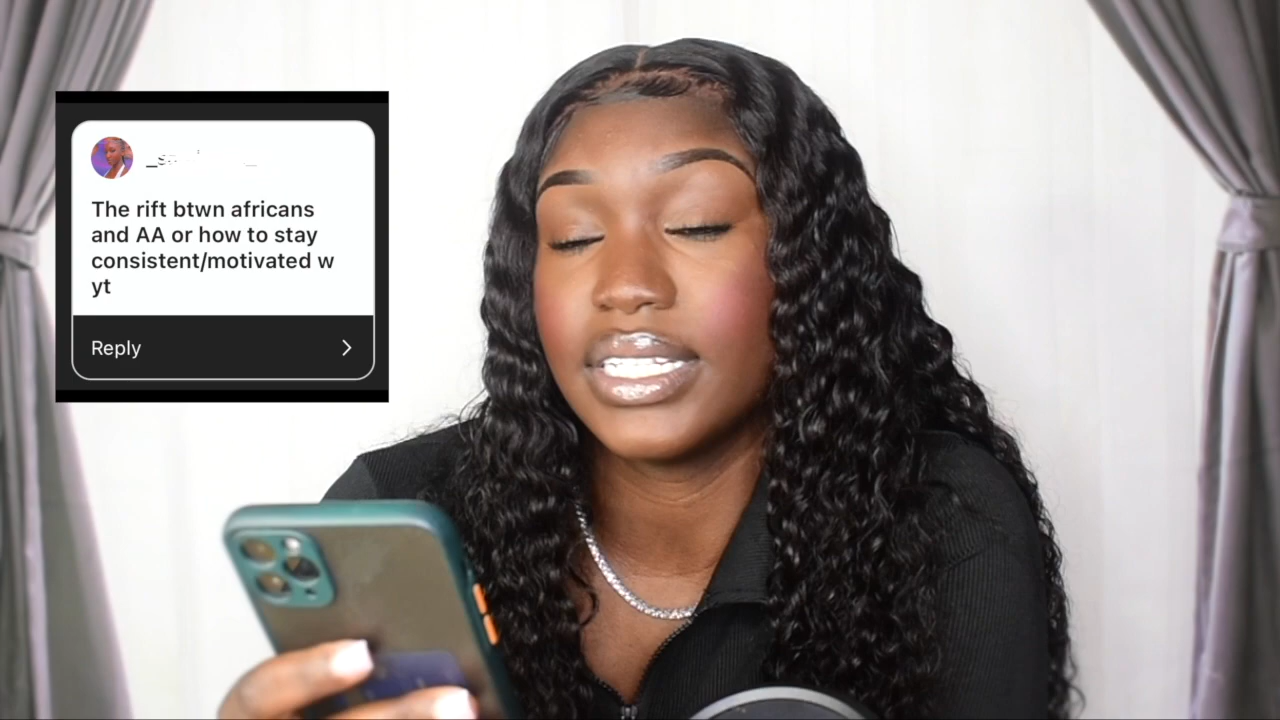 The rift btwn africans
and AA or how to stay
consistent/motivated w
yt
Reply